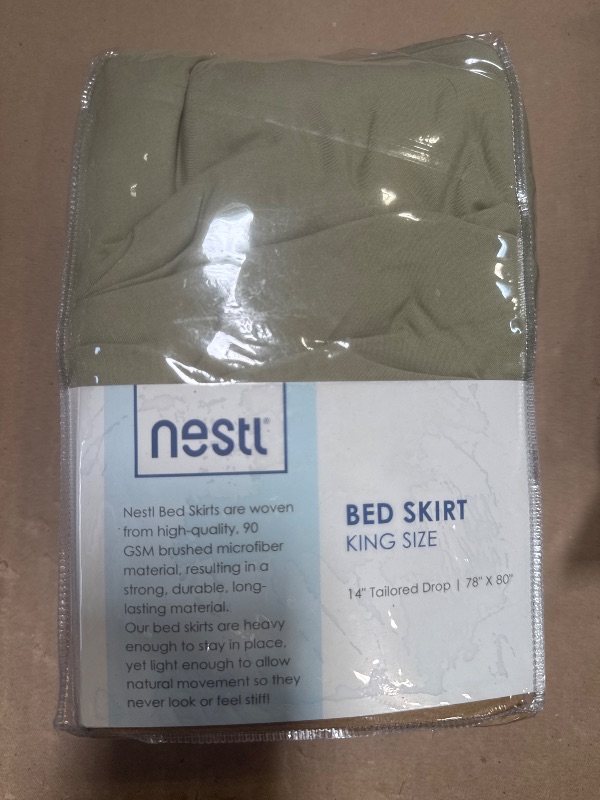 nestl
Nestl Bed Skirts are woven
from high-quality, 90
GSM brushed microfiber
material, resulting in a
strong, durable, long-
lasting material.
Our bed skirts are heavy
enough to stay in place,
yet light enough to allow
natural movement so they
never look or feel stiff!
BED SKIRT
KING SIZE
14" Tailored Drop | 78" X 80"